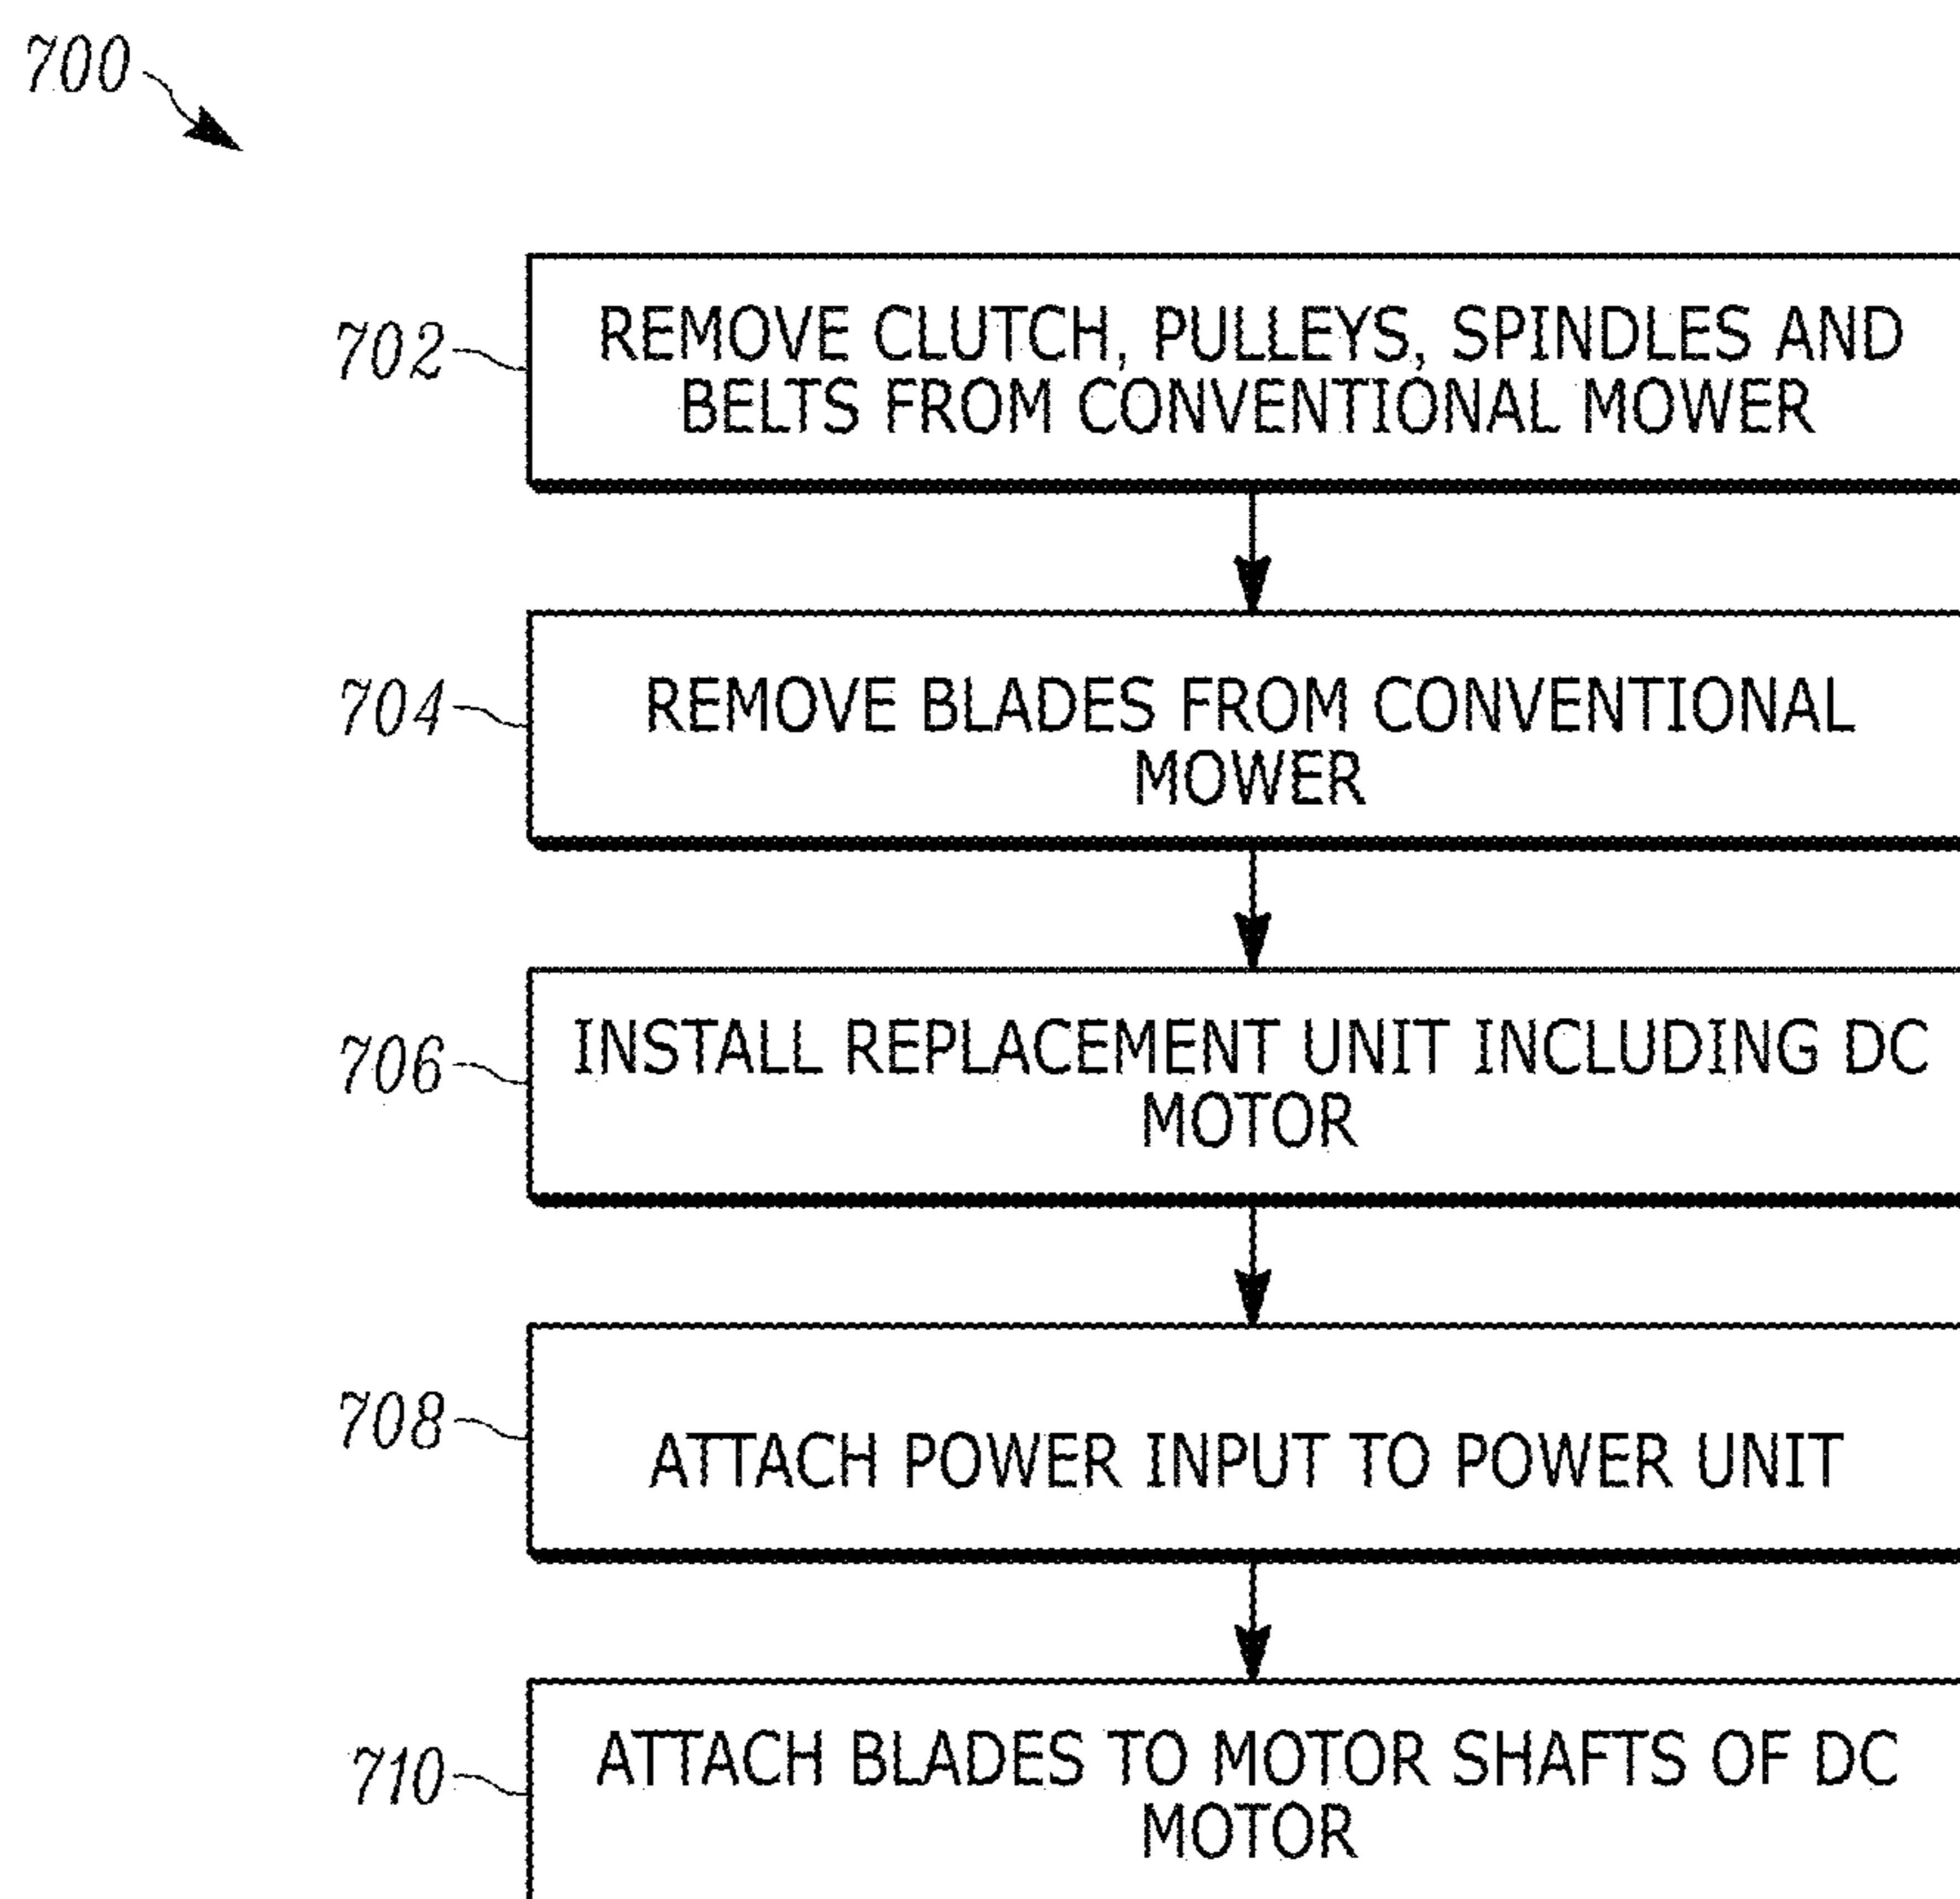 700
702
REMOVE CLUTCH, PULLEYS, SPINDLES AND
BELTS FROM CONVENTIONAL MOWER
704
REMOVE BLADES FROM CONVENTIONAL
MOWER
706
INSTALL REPLACEMENT UNIT INCLUDING DC
MOTOR
708
ATTACH POWER INPUT TO POWER UNIT
710
ATTACH BLADES TO MOTOR SHAFTS OF DC
MOTOR